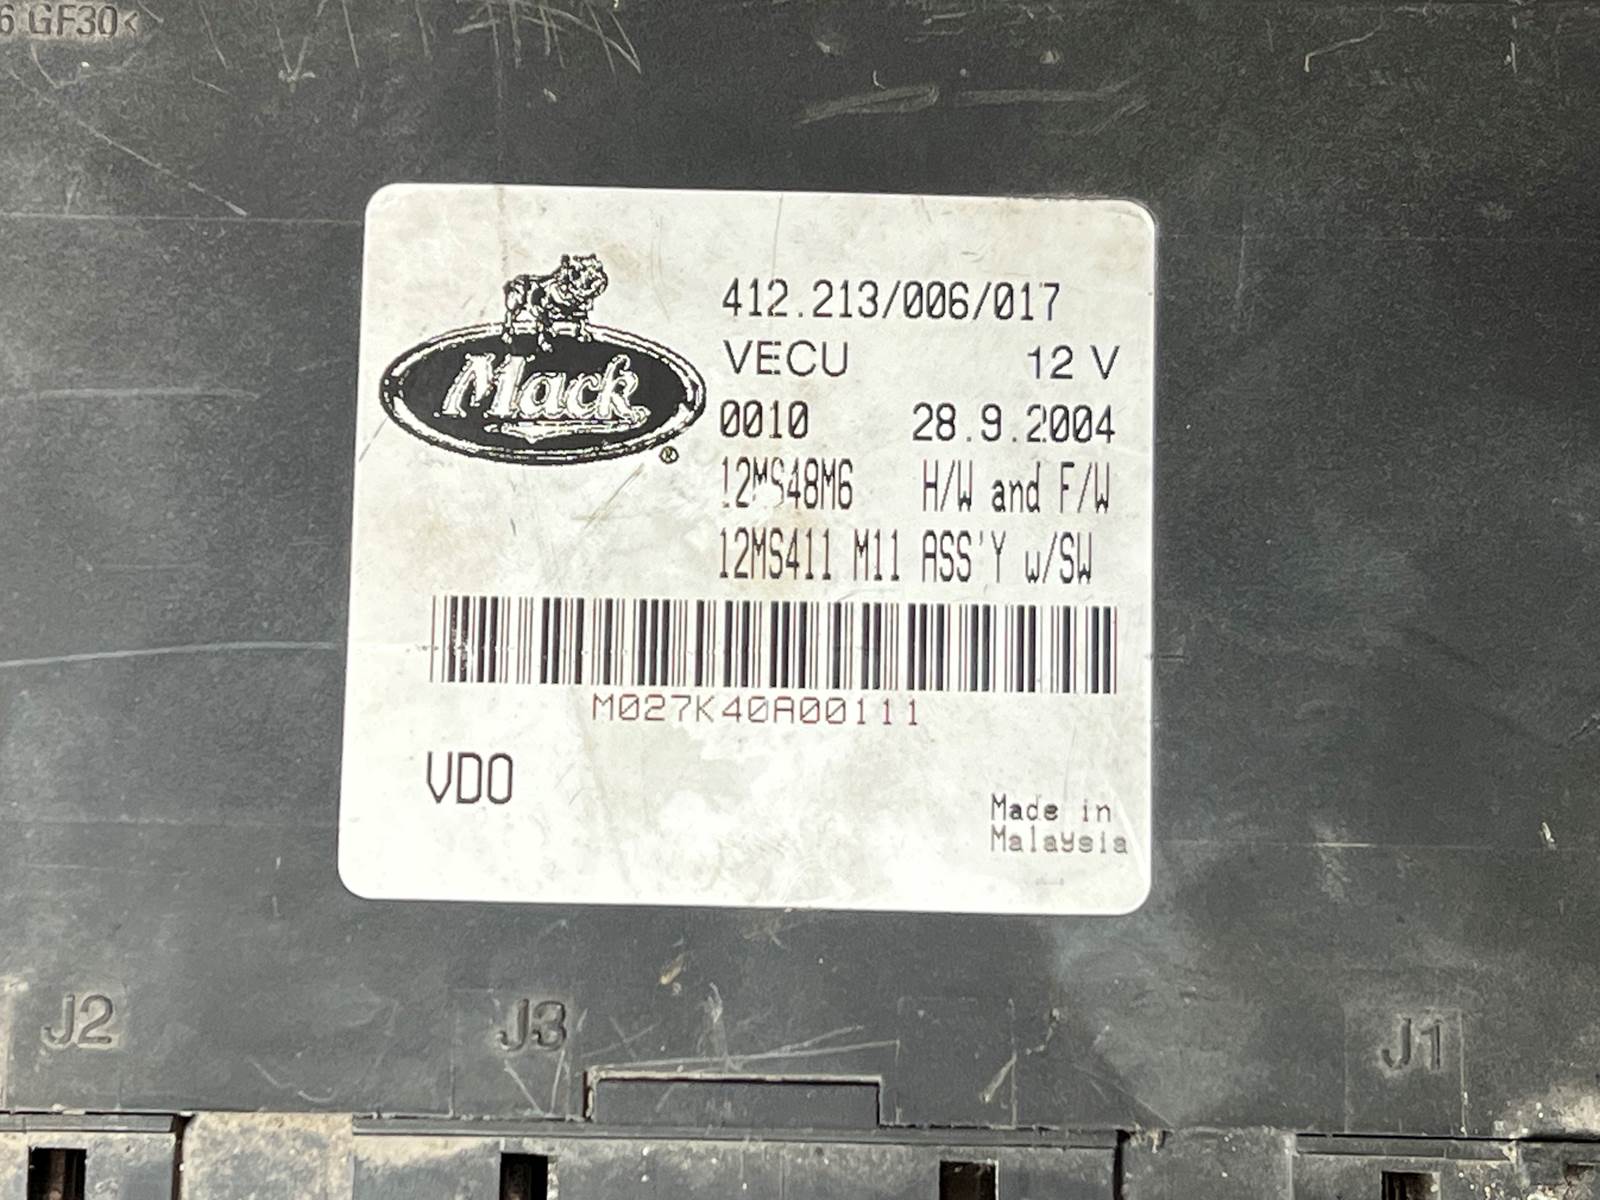 6 GF30<
Mack
®
412.213/006/017
VECU 12 V
0010 28.9.2004
12MS48M6 H/W and F/W
12MS411 M11 ASS'Y w/SW
M027K40A00111
VDO
Made in
Malaysia
J2 J3 J1